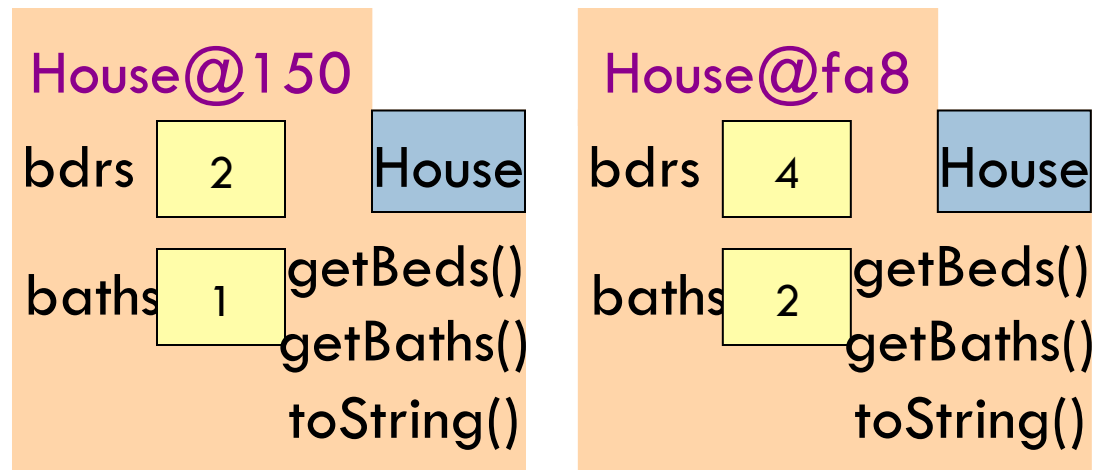 House@150
bdrs 2 House
baths 1 getBeds()
getBaths()
toString()
House@fa8
bdrs 4 House
baths 2 getBeds()
getBaths()
toString()